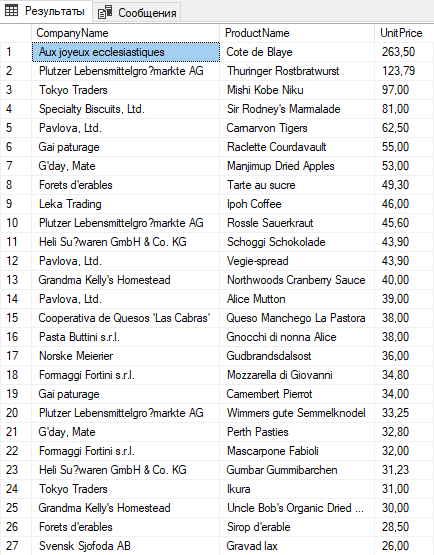 Результаты Сообщения
CompanyName ProductName UnitPrice
1 Aux joyeux ecclesiastiques Cote de Blaye 263,50
2 Plutzer Lebensmittelgro?markte AG Thuringer Rostbratwurst 123,79
3 Tokyo Traders Mishi Kobe Niku 97,00
4 Specialty Biscuits, Ltd. Sir Rodney's Marmalade 81,00
5 Pavlova, Ltd. Carnarvon Tigers 62,50
6 Gai paturage Raclette Courdavault 55,00
7 G'day, Mate Manjimup Dried Apples 53,00
8 Forets d'erables Tarte au sucre 49,30
9 Leka Trading Ipoh Coffee 46,00
10 Plutzer Lebensmittelgro?markte AG Rossle Sauerkraut 45,60
11 Heli Su?waren GmbH & Co. KG Schoggi Schokolade 43,90
12 Pavlova, Ltd. Vegie-spread 43,90
13 Grandma Kelly's Homestead Northwoods Cranberry Sauce 40,00
14 Pavlova, Ltd. Alice Mutton 39,00
15 Cooperativa de Quesos 'Las Cabras' Queso Manchego La Pastora 38,00
16 Pasta Buttini s.r.l. Gnocchi di nonna Alice 38,00
17 Norske Meierier Gudbrandsdalsost 36,00
18 Formaggi Fortini s.r.l. Mozzarella di Giovanni 34,80
19 Gai paturage Camembert Pierrot 34,00
20 Plutzer Lebensmittelgro?markte AG Wimmers gute Semmelknodel 33,25
21 G'day, Mate Perth Pasties 32,80
22 Formaggi Fortini s.r.l. Mascarpone Fabioli 32,00
23 Heli Su?waren GmbH & Co. KG Gumbar Gummibarchen 31,23
24 Tokyo Traders Ikura 31,00
25 Grandma Kelly's Homestead Uncle Bob's Organic Dried ... 30,00
26 Forets d'erables Sirop d'erable 28,50
27 Svensk Sjofoda AB Gravad lax 26,00